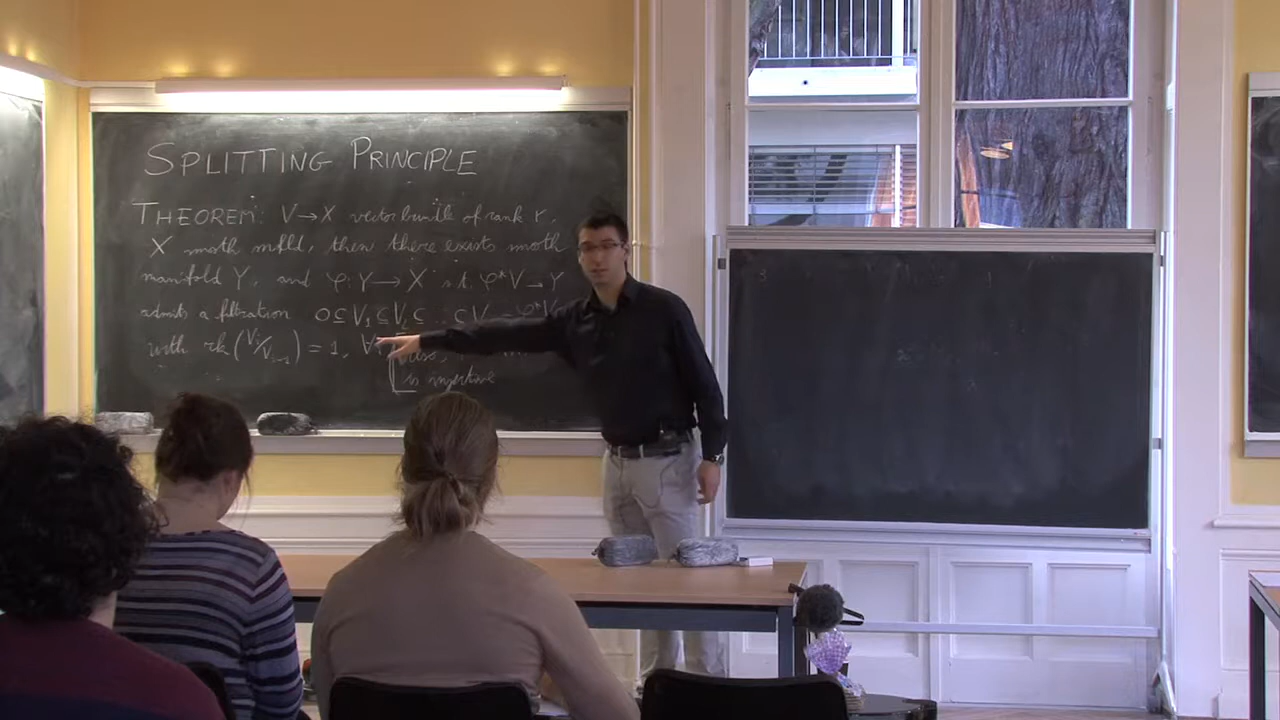 SPLITTING PRINCIPLE
THEOREM: V → X vector bundle of rank r,
X smooth mfld, then there exists smooth
manifold Y, and φ: Y → X s.t. φ*V → Y
admits a filtration 0 ⊆ V₁ ⊆ V₂ ⊆ ... ⊆ V φ*V
with rk (Vᵢ/Vᵢ₋₁) = 1, ∀i
is injective